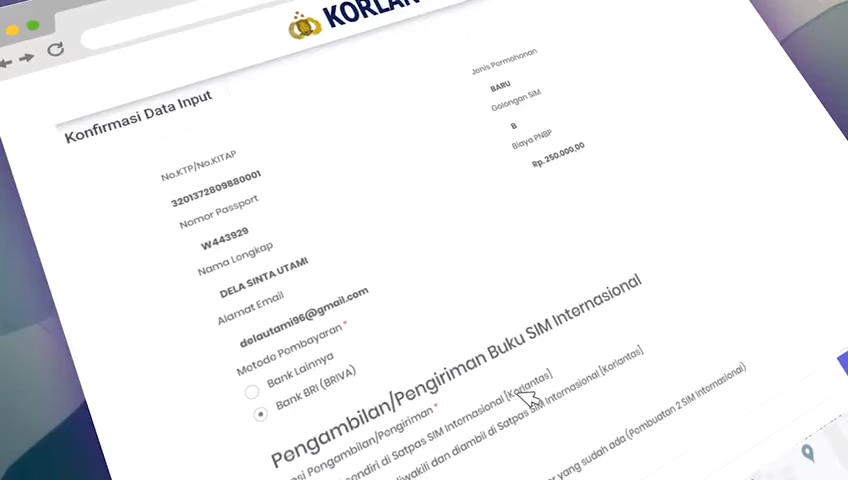 KORLAN
Konfirmasi Data Input
No.KTP/No.KITAP
3201372809880001
Nomor Passport
W443929
Nama Longkap
DELA SINTA UTAMI
Alamat Email
delautami96@gmail.com
Metode Pembayaran *
Bank Lainnya
Bank BRI (BRIVA)
Jenis Permohonan
BARU
Golongan SIM
B
Biaya PNBP
Rp. 250.000,00
Pengambilan/Pengiriman Buku SIM Internasional
si Pengambilan/Pengiriman *
ndiri di Satpas SIM Internasional [Korlantas]
diwakili dan diambil di Satpas SIM Internasional [Korlantas]
yang sudah ada (Pembuatan 2 SIM Internasional)